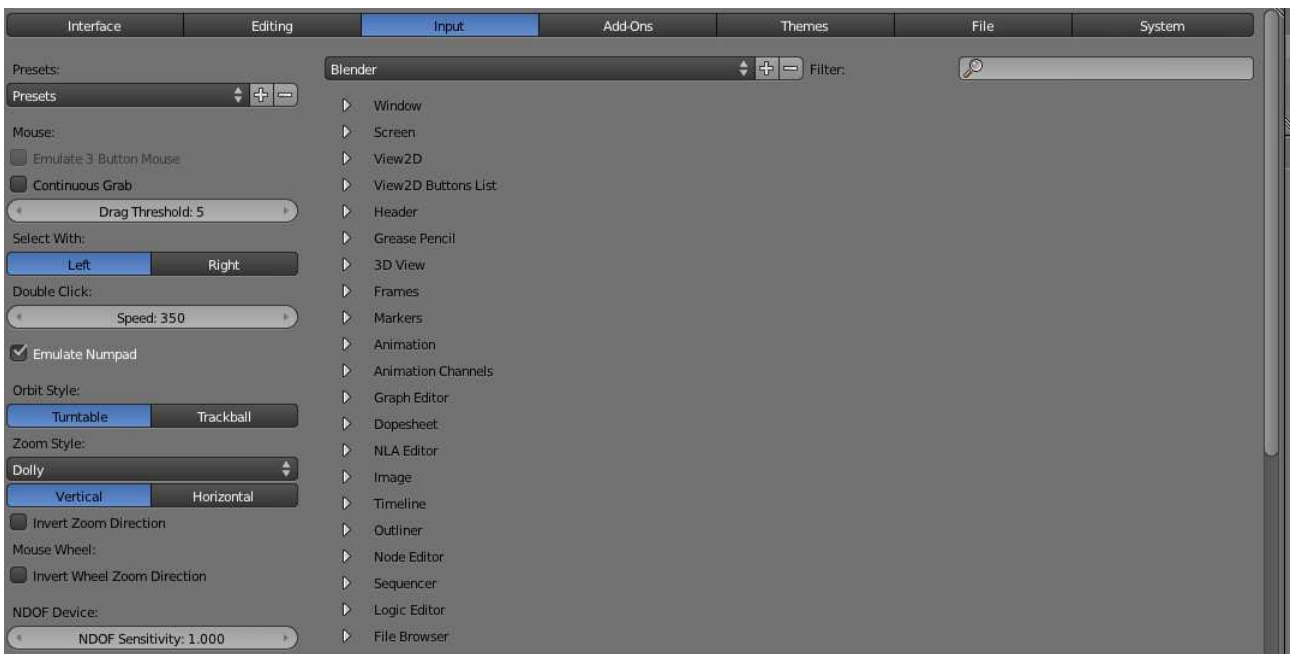 Interface Editing Input Add-Ons Themes File System
Presets:
Presets
Mouse:
Emulate 3 Button Mouse
Continuous Grab
Drag Threshold: 5
Select With:
Left Right
Double Click:
Speed: 350
Emulate Numpad
Orbit Style:
Turntable Trackball
Zoom Style:
Dolly
Vertical Horizontal
Invert Zoom Direction
Mouse Wheel:
Invert Wheel Zoom Direction
NDOF Device:
NDOF Sensitivity: 1.000
Blender Filter:
Window
Screen
View2D
View2D Buttons List
Header
Grease Pencil
3D View
Frames
Markers
Animation
Animation Channels
Graph Editor
Dopesheet
NLA Editor
Image
Timeline
Outliner
Node Editor
Sequencer
Logic Editor
File Browser